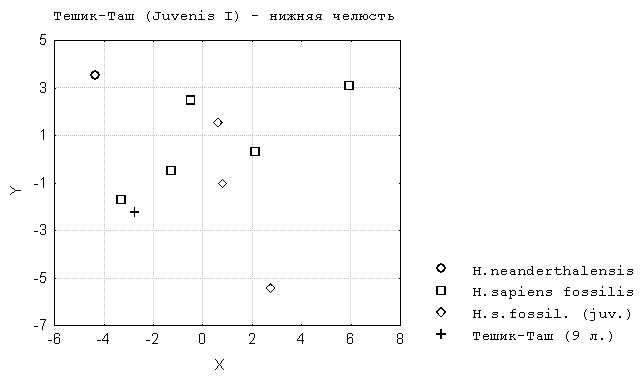 Тешик-Таш (Juvenis I) - нижняя челюсть
5
3
1
-1
-3
-5
-7
Y
-6 -4 -2 0 2 4 6 8
X
H.neanderthalensis
H.sapiens fossilis
H.s.fossil. (juv.)
Тешик-Таш (9 л.)